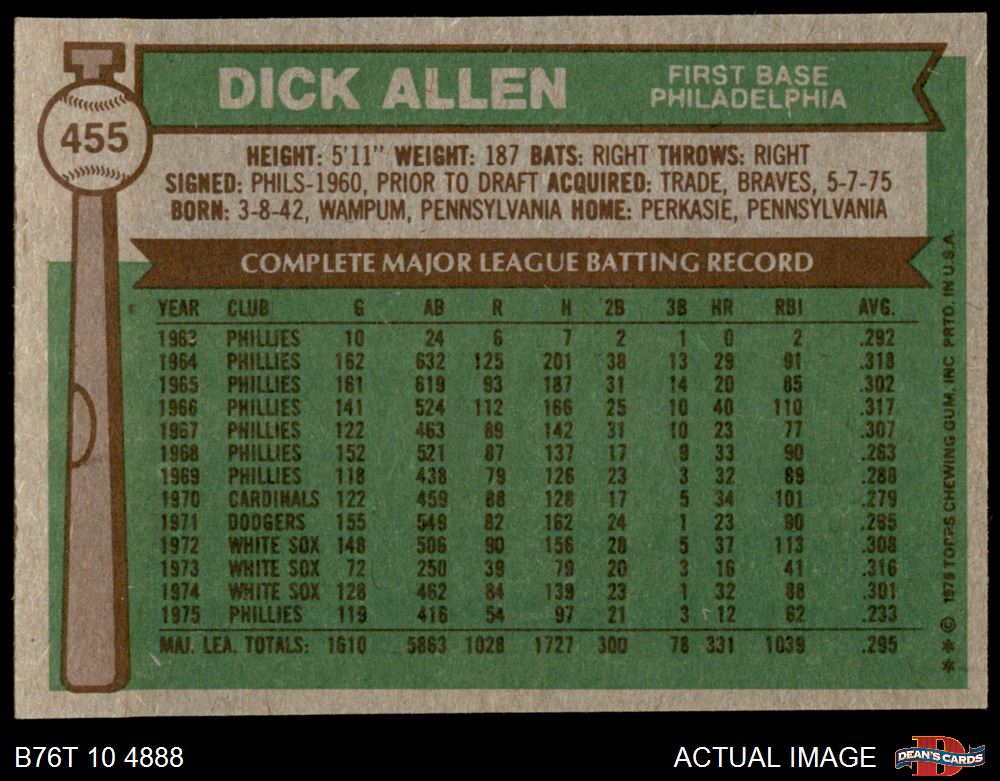 DICK ALLEN
FIRST BASE
PHILADELPHIA
455
HEIGHT: 5'11" WEIGHT: 187 BATS: RIGHT THROWS: RIGHT
SIGNED: PHILS-1960, PRIOR TO DRAFT ACQUIRED: TRADE, BRAVES, 5-7-75
BORN: 3-8-42, WAMPUM, PENNSYLVANIA HOME: PERKASIE, PENNSYLVANIA
COMPLETE MAJOR LEAGUE BATTING RECORD
YEAR CLUB G AB R H 2B 3B HR RBI AVG.
1963 PHILLIES 10 24 6 7 2 1 0 2 .292
1964 PHILLIES 162 632 125 201 38 13 29 91 .318
1965 PHILLIES 161 619 93 187 31 14 20 85 .302
1966 PHILLIES 141 524 112 166 25 10 40 110 .317
1967 PHILLIES 122 463 89 142 31 10 23 77 .307
1968 PHILLIES 152 521 87 137 17 9 33 90 .263
1969 PHILLIES 118 438 79 126 23 3 32 89 .288
1970 CARDINALS 122 459 88 128 17 5 34 101 .279
1971 DODGERS 155 549 82 162 24 1 23 90 .295
1972 WHITE SOX 148 506 90 156 28 5 37 113 .308
1973 WHITE SOX 72 250 39 79 20 3 16 41 .316
1974 WHITE SOX 128 462 84 139 23 1 32 88 .301
1975 PHILLIES 119 416 54 97 21 3 12 62 .233
MAJ. LEA. TOTALS: 1610 5863 1028 1727 300 78 331 1039 .295
* * © 1976 TOPPS CHEWING GUM, INC PRTD. IN U.S.A.
B76T 10 4888
ACTUAL IMAGE
D
DEAN'S CARDS